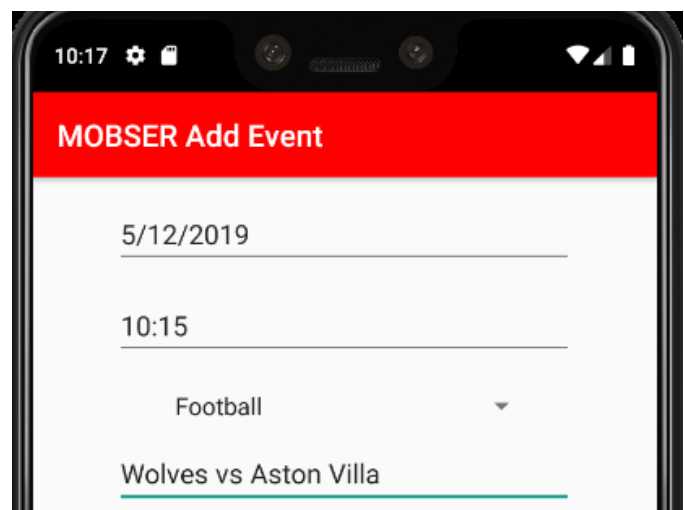 10:17
MOBSER Add Event
5/12/2019
10:15
Football
Wolves vs Aston Villa